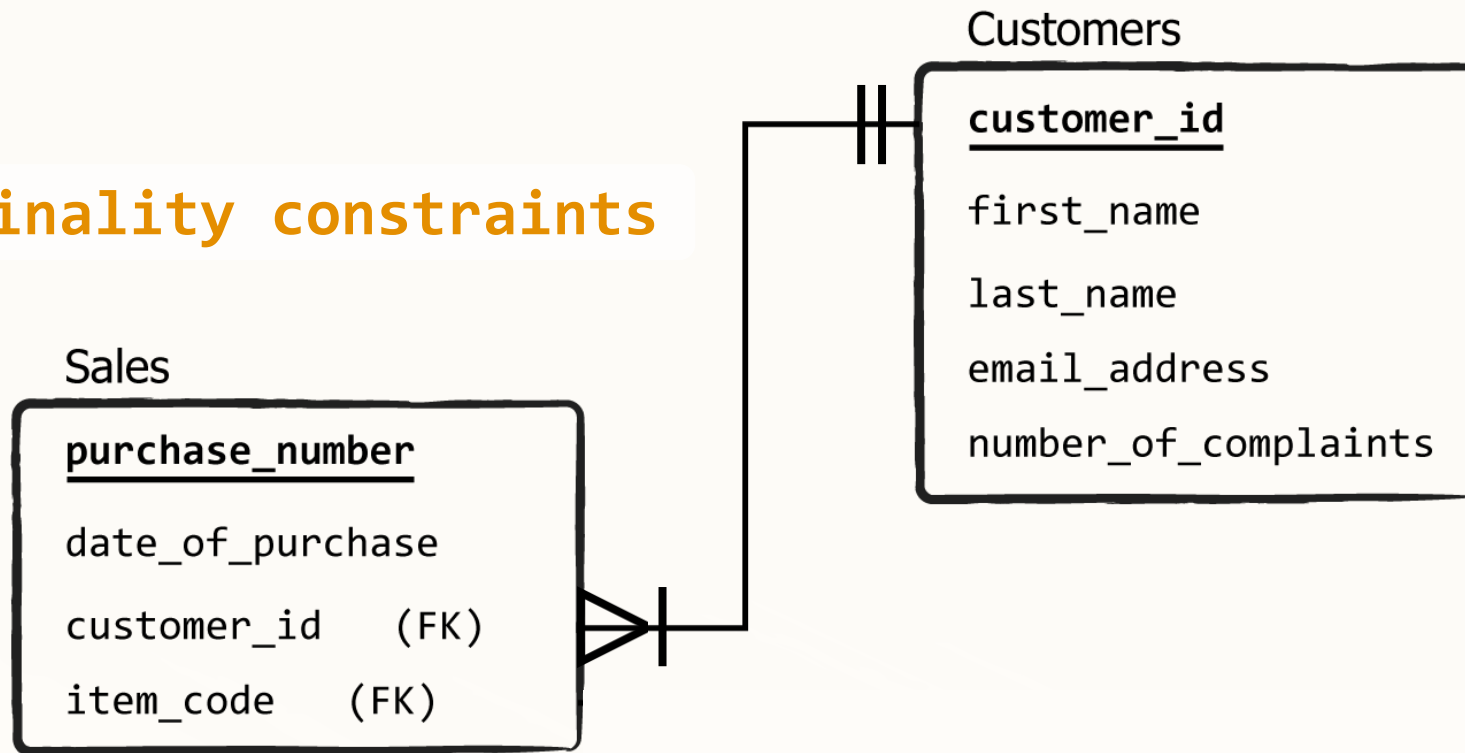 Customers
customer_id
first_name
last_name
email_address
number_of_complaints
inality constraints
Sales
purchase_number
date_of_purchase
customer_id (FK)
item_code (FK)